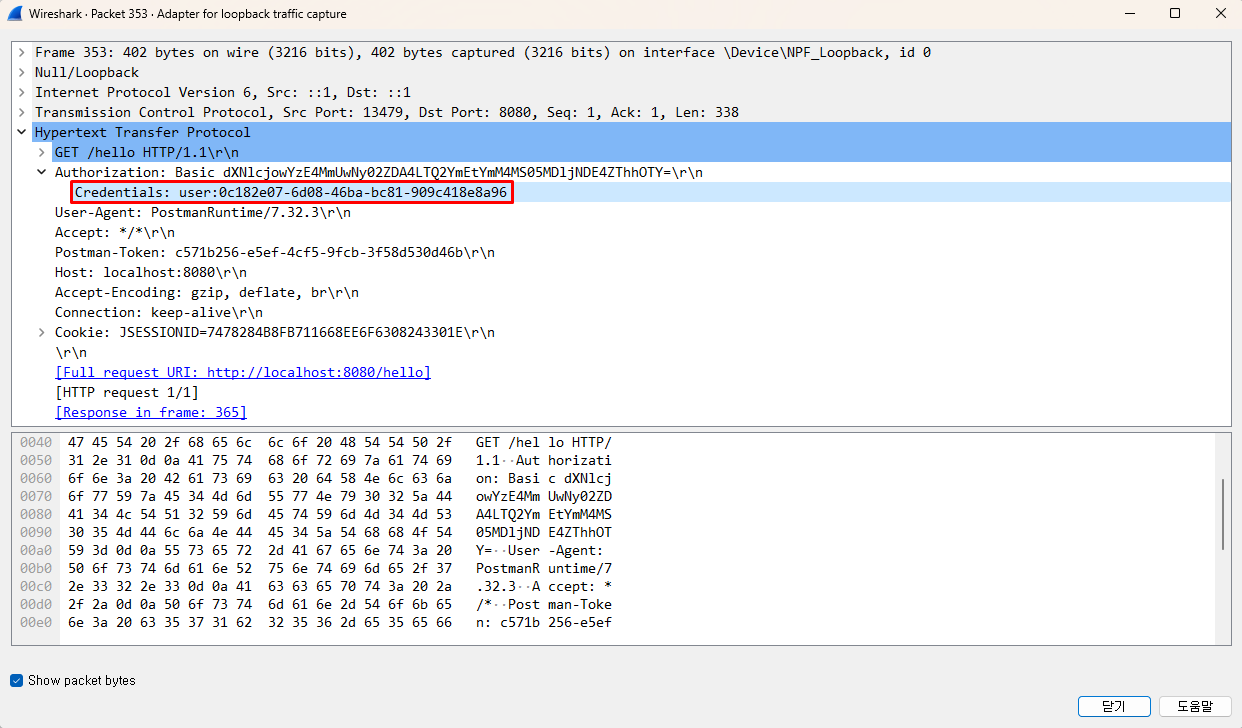 Wireshark · Packet 353 · Adapter for loopback traffic capture
Frame 353: 402 bytes on wire (3216 bits), 402 bytes captured (3216 bits) on interface \Device\NPF_Loopback, id 0
Null/Loopback
Internet Protocol Version 6, Src: ::1, Dst: ::1
Transmission Control Protocol, Src Port: 13479, Dst Port: 8080, Seq: 1, Ack: 1, Len: 338
Hypertext Transfer Protocol
GET /hello HTTP/1.1\r\n
Authorization: Basic dXNlcjowYzE4MmUwNy02ZDA4LTQ2YmEtYmM4MS05MDljNDE4ZThhOTY=\r\n
Credentials: user:0c182e07-6d08-46ba-bc81-909c418e8a96
User-Agent: PostmanRuntime/7.32.3\r\n
Accept: */*\r\n
Postman-Token: c571b256-e5ef-4cf5-9fcb-3f58d530d46b\r\n
Host: localhost:8080\r\n
Accept-Encoding: gzip, deflate, br\r\n
Connection: keep-alive\r\n
Cookie: JSESSIONID=7478284B8FB711668EE6F6308243301E\r\n
\r\n
[Full request URI: http://localhost:8080/hello]
[HTTP request 1/1]
[Response in frame: 365]
0040 47 45 54 20 2f 68 65 6c 6c 6f 20 48 54 54 50 2f GET /hel lo HTTP/
0050 31 2e 31 0d 0a 41 75 74 68 6f 72 69 7a 61 74 69 1.1··Aut horizati
0060 6f 6e 3a 20 42 61 73 69 63 20 64 58 4e 6c 63 6a on: Basi c dXNlcj
0070 6f 77 59 7a 45 34 4d 6d 55 77 4e 79 30 32 5a 44 owYzE4Mm UwNy02ZD
0080 41 34 4c 54 51 32 59 6d 45 74 59 6d 4d 34 4d 53 A4LTQ2Ym EtYmM4MS
0090 30 35 4d 44 6c 6a 4e 44 45 34 5a 54 68 68 4f 54 05MDljND E4ZThhOT
00a0 59 3d 0d 0a 55 73 65 72 2d 41 67 65 6e 74 3a 20 Y=··User -Agent:
00b0 50 6f 73 74 6d 61 6e 52 75 6e 74 69 6d 65 2f 37 PostmanR untime/7
00c0 2e 33 32 2e 33 0d 0a 41 63 63 65 70 74 3a 20 2a .32.3··A ccept: *
00d0 2f 2a 0d 0a 50 6f 73 74 6d 61 6e 2d 54 6f 6b 65 /*··Post man-Toke
00e0 6e 3a 20 63 35 37 31 62 32 35 36 2d 65 35 65 66 n: c571b 256-e5ef
Show packet bytes
닫기
도움말